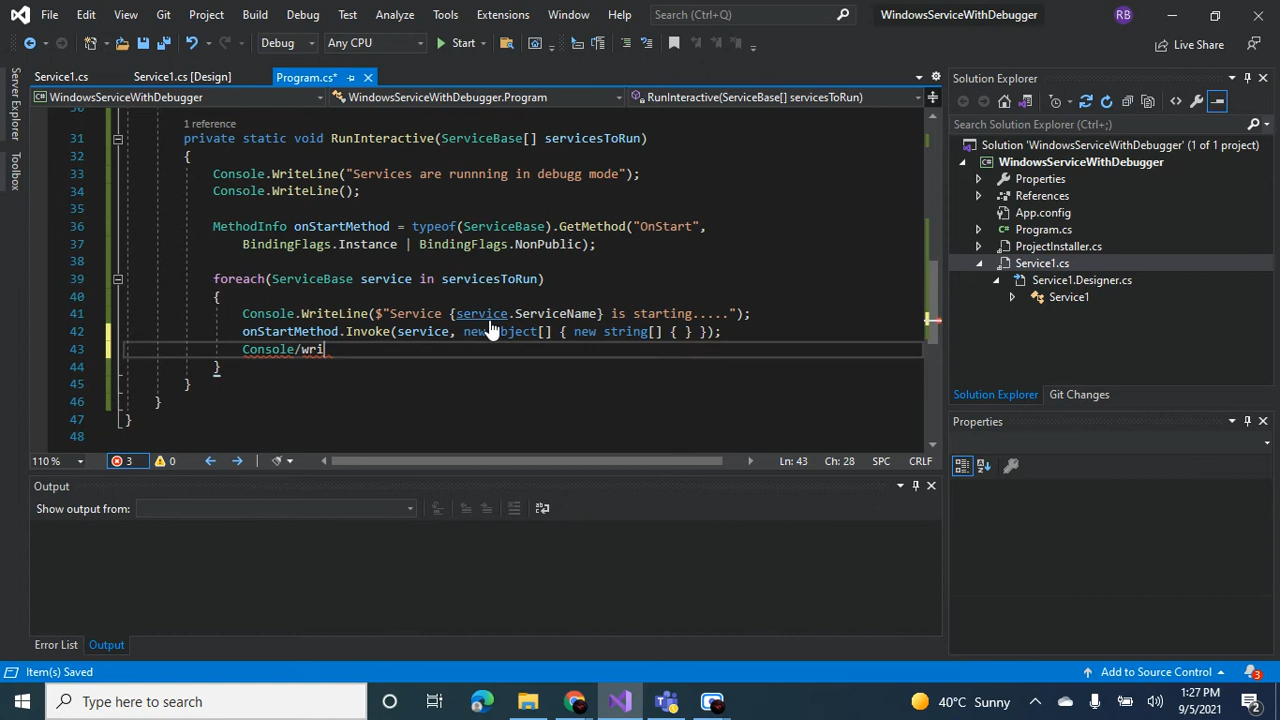 File Edit View Git Project Build Debug Test Analyze Tools Extensions Window Help Search (Ctrl+Q) WindowsServiceWithDebugger RB
Debug Any CPU Start Live Share
Service1.cs Service1.cs [Design] Program.cs*
WindowsServiceWithDebugger WindowsServiceWithDebugger.Program RunInteractive(ServiceBase[] servicesToRun)
1 reference
31 private static void RunInteractive(ServiceBase[] servicesToRun)
32 {
33 Console.WriteLine("Services are runnning in debugg mode");
34 Console.WriteLine();
35
36 MethodInfo onStartMethod = typeof(ServiceBase).GetMethod("OnStart",
37 BindingFlags.Instance | BindingFlags.NonPublic);
38
39 foreach(ServiceBase service in servicesToRun)
40 {
41 Console.WriteLine($"Service {service.ServiceName} is starting.....");
42 onStartMethod.Invoke(service, new object[] { new string[] { } });
43 Console/wri
44 }
45 }
46 }
47 }
48
110 % 3 0 Ln: 43 Ch: 28 SPC CRLF
Output
Show output from:
Error List Output
Server Explorer
Toolbox
Solution Explorer
Search Solution Explorer (Ctrl+;)
Solution 'WindowsServiceWithDebugger' (1 of 1 project)
WindowsServiceWithDebugger
Properties
References
App.config
Program.cs
ProjectInstaller.cs
Service1.cs
Service1.Designer.cs
Service1
Solution Explorer Git Changes
Properties
Item(s) Saved Add to Source Control 3
Type here to search 40°C Sunny 1:27 PM
9/5/2021 2